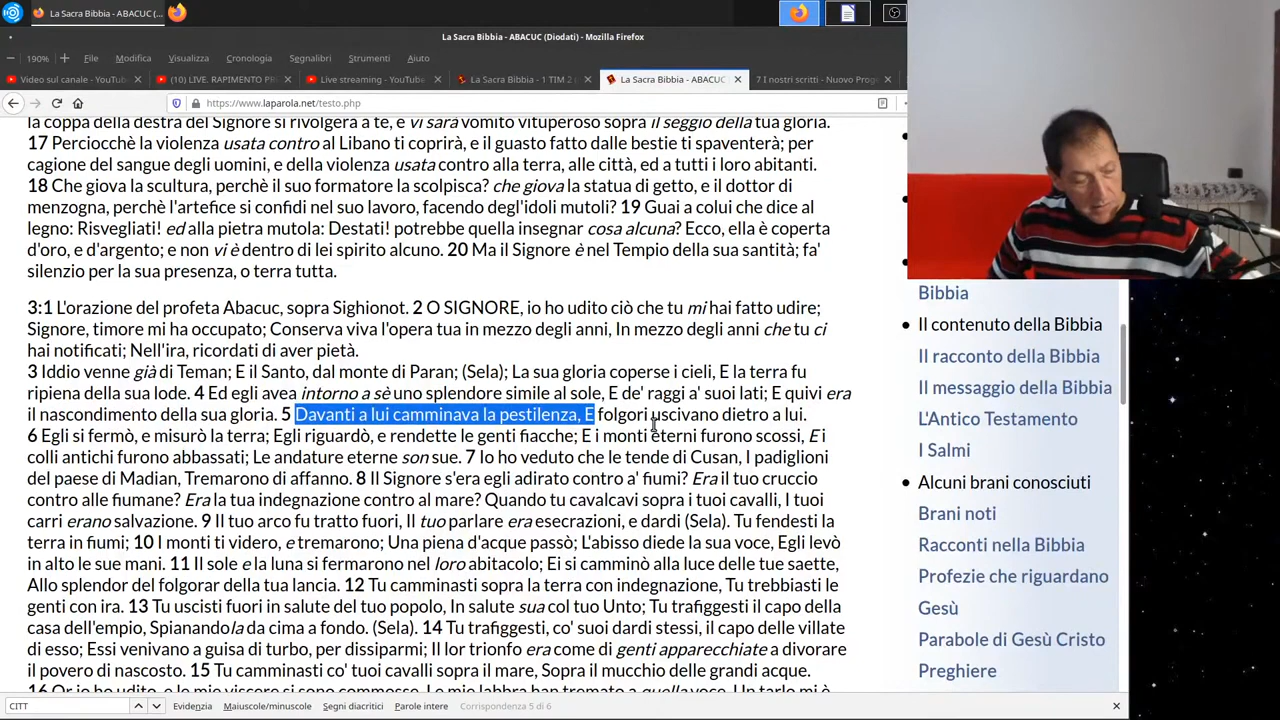 La Sacra Bibbia - ABACUC (...
La Sacra Bibbia - ABACUC (Diodati) - Mozilla Firefox
190% File Modifica Visualizza Cronologia Segnalibri Strumenti Aiuto
Video sul canale - YouTube (10) LIVE. RAPIMENTO PR La Live streaming - YouTube La Sacra Bibbia - 1 TIM 2 La Sacra Bibbia - ABACUC 7 I nostri scritti - Nuovo Proge
https://www.laparola.net/testo.php
la coppa della destra del Signore si rivolgerà a te, e vi sarà vomito vituperoso sopra il seggio della tua gloria.
17 Perciocchè la violenza usata contro al Libano ti coprirà, e il guasto fatto dalle bestie ti spaventerà; per
cagione del sangue degli uomini, e della violenza usata contro alla terra, alle città, ed a tutti i loro abitanti.
18 Che giova la scultura, perchè il suo formatore la scolpisca? che giova la statua di getto, e il dottor di
menzogna, perchè l'artefice si confidi nel suo lavoro, facendo degl'idoli mutoli? 19 Guai a colui che dice al
legno: Risvegliati! ed alla pietra mutola: Destati! potrebbe quella insegnar cosa alcuna? Ecco, ella è coperta
d'oro, e d'argento; e non vi è dentro di lei spirito alcuno. 20 Ma il Signore è nel Tempio della sua santità; fa'
silenzio per la sua presenza, o terra tutta.
3:1 L'orazione del profeta Abacuc, sopra Sighionot. 2 O SIGNORE, io ho udito ciò che tu mi hai fatto udire;
Signore, timore mi ha occupato; Conserva viva l'opera tua in mezzo degli anni, In mezzo degli anni che tu ci
hai notificati; Nell'ira, ricordati di aver pietà.
3 Iddio venne già di Teman; E il Santo, dal monte di Paran; (Sela); La sua gloria coperse i cieli, E la terra fu
ripiena della sua lode. 4 Ed egli avea intorno a sè uno splendore simile al sole, E de' raggi a' suoi lati; E quivi era
il nascondimento della sua gloria. 5 Davanti a lui camminava la pestilenza, E folgori uscivano dietro a lui.
6 Egli si fermò, e misurò la terra; Egli riguardò, e rendette le genti fiacche; E i monti eterni furono scossi, E i
colli antichi furono abbassati; Le andature eterne son sue. 7 Io ho veduto che le tende di Cusan, I padiglioni
del paese di Madian, Tremarono di affanno. 8 Il Signore s'era egli adirato contro a' fiumi? Era il tuo cruccio
contro alle fiumane? Era la tua indegnazione contro al mare? Quando tu cavalcavi sopra i tuoi cavalli, I tuoi
carri erano salvazione. 9 Il tuo arco fu tratto fuori, Il tuo parlare era esecrazioni, e dardi (Sela). Tu fendesti la
terra in fiumi; 10 I monti ti videro, e tremarono; Una piena d'acque passò; L'abisso diede la sua voce, Egli levò
in alto le sue mani. 11 Il sole e la luna si fermarono nel loro abitacolo; Ei si camminò alla luce delle tue saette,
Allo splendor del folgorar della tua lancia. 12 Tu camminasti sopra la terra con indegnazione, Tu trebbiasti le
genti con ira. 13 Tu uscisti fuori in salute del tuo popolo, In salute sua col tuo Unto; Tu trafiggesti il capo della
casa dell'empio, Spianandola da cima a fondo. (Sela). 14 Tu trafiggesti, co' suoi dardi stessi, il capo delle villate
di esso; Essi venivano a guisa di turbo, per dissiparmi; Il lor trionfo era come di genti apparecchiate a divorare
il povero di nascosto. 15 Tu camminasti co' tuoi cavalli sopra il mare, Sopra il mucchio delle grandi acque.
16 Or io ho udito, e le mie viscere si sono commosse, Le mie labbra han tremato a quella voce, Un tarlo mi è
Bibbia
Il contenuto della Bibbia
Il racconto della Bibbia
Il messaggio della Bibbia
L'Antico Testamento
I Salmi
Alcuni brani conosciuti
Brani noti
Racconti nella Bibbia
Profezie che riguardano
Gesù
Parabole di Gesù Cristo
Preghiere
CITT Evidenzia Maiuscole/minuscole Segni diacritici Parole intere Corrispondenza 5 di 6